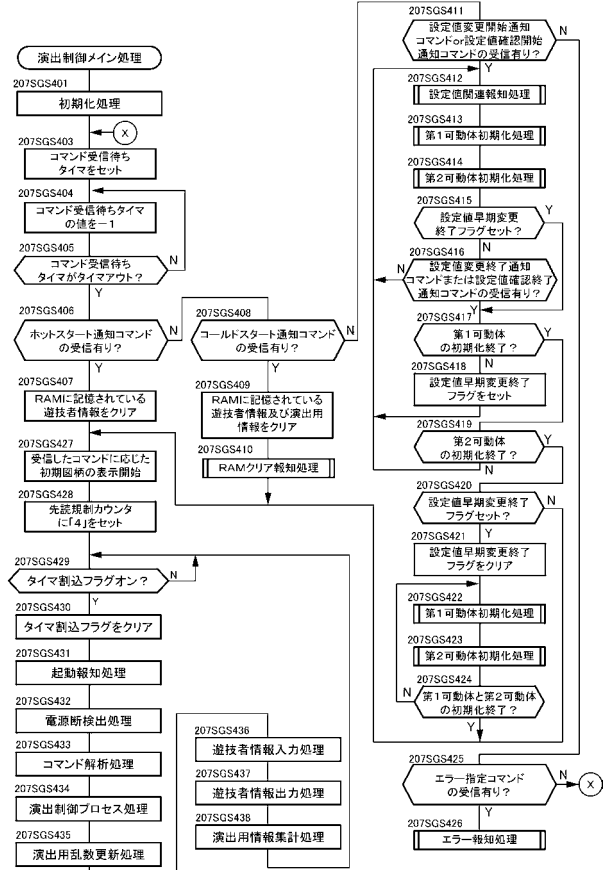 演出制御メイン処理
207SGS401
初期化処理
X
207SGS403
コマンド受信待ち
タイマをセット
207SGS404
コマンド受信待ちタイマ
の値を－1
207SGS405
コマンド受信待ち
タイマがタイマアウト？
N
Y
207SGS406
ホットスタート通知コマンド
の受信有り？
N
Y
207SGS407
RAMに記憶されている
遊技者情報をクリア
207SGS427
受信したコマンドに応じた
初期図柄の表示開始
207SGS428
先読規制カウンタ
に「4」をセット
207SGS429
タイマ割込フラグオン？
N
Y
207SGS430
タイマ割込フラグをクリア
207SGS431
起動報知処理
207SGS432
電源断検出処理
207SGS433
コマンド解析処理
207SGS434
演出制御プロセス処理
207SGS435
演出用乱数更新処理
207SGS408
コールドスタート通知コマンド
の受信有り？
N
Y
207SGS409
RAMに記憶されている
遊技者情報及び演出用
情報をクリア
207SGS410
RAMクリア報知処理
207SGS436
遊技者情報入力処理
207SGS437
遊技者情報出力処理
207SGS438
演出用情報集計処理
207SGS411
設定値変更開始通知
コマンドor設定値確認開始
通知コマンドの受信有り？
N
Y
207SGS412
設定値関連報知処理
207SGS413
第1可動体初期化処理
207SGS414
第2可動体初期化処理
207SGS415
設定値早期変更
終了フラグセット？
Y
N
207SGS416
設定値変更終了通知
コマンドまたは設定値確認終了
通知コマンドの受信有り？
N
Y
207SGS417
第1可動体
の初期化終了？
Y
N
207SGS418
設定値早期変更終了
フラグをセット
207SGS419
第2可動体
の初期化終了？
Y
N
207SGS420
設定値早期変更終了
フラグセット？
N
Y
207SGS421
設定値早期変更終了
フラグをクリア
207SGS422
第1可動体初期化処理
207SGS423
第2可動体初期化処理
207SGS424
第1可動体と第2可動体
の初期化終了？
N
Y
207SGS425
エラー指定コマンド
の受信有り？
N
X
Y
207SGS426
エラー報知処理